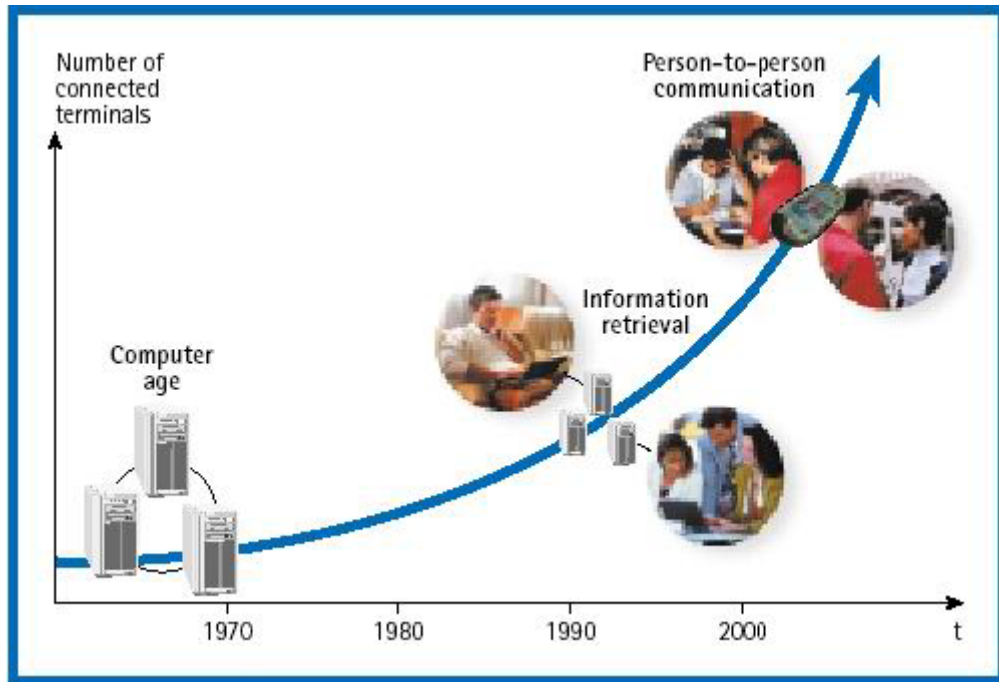 Number of
connected
terminals
Person-to-person
communication
Information
retrieval
Computer
age
1970
1980
1990
2000
t